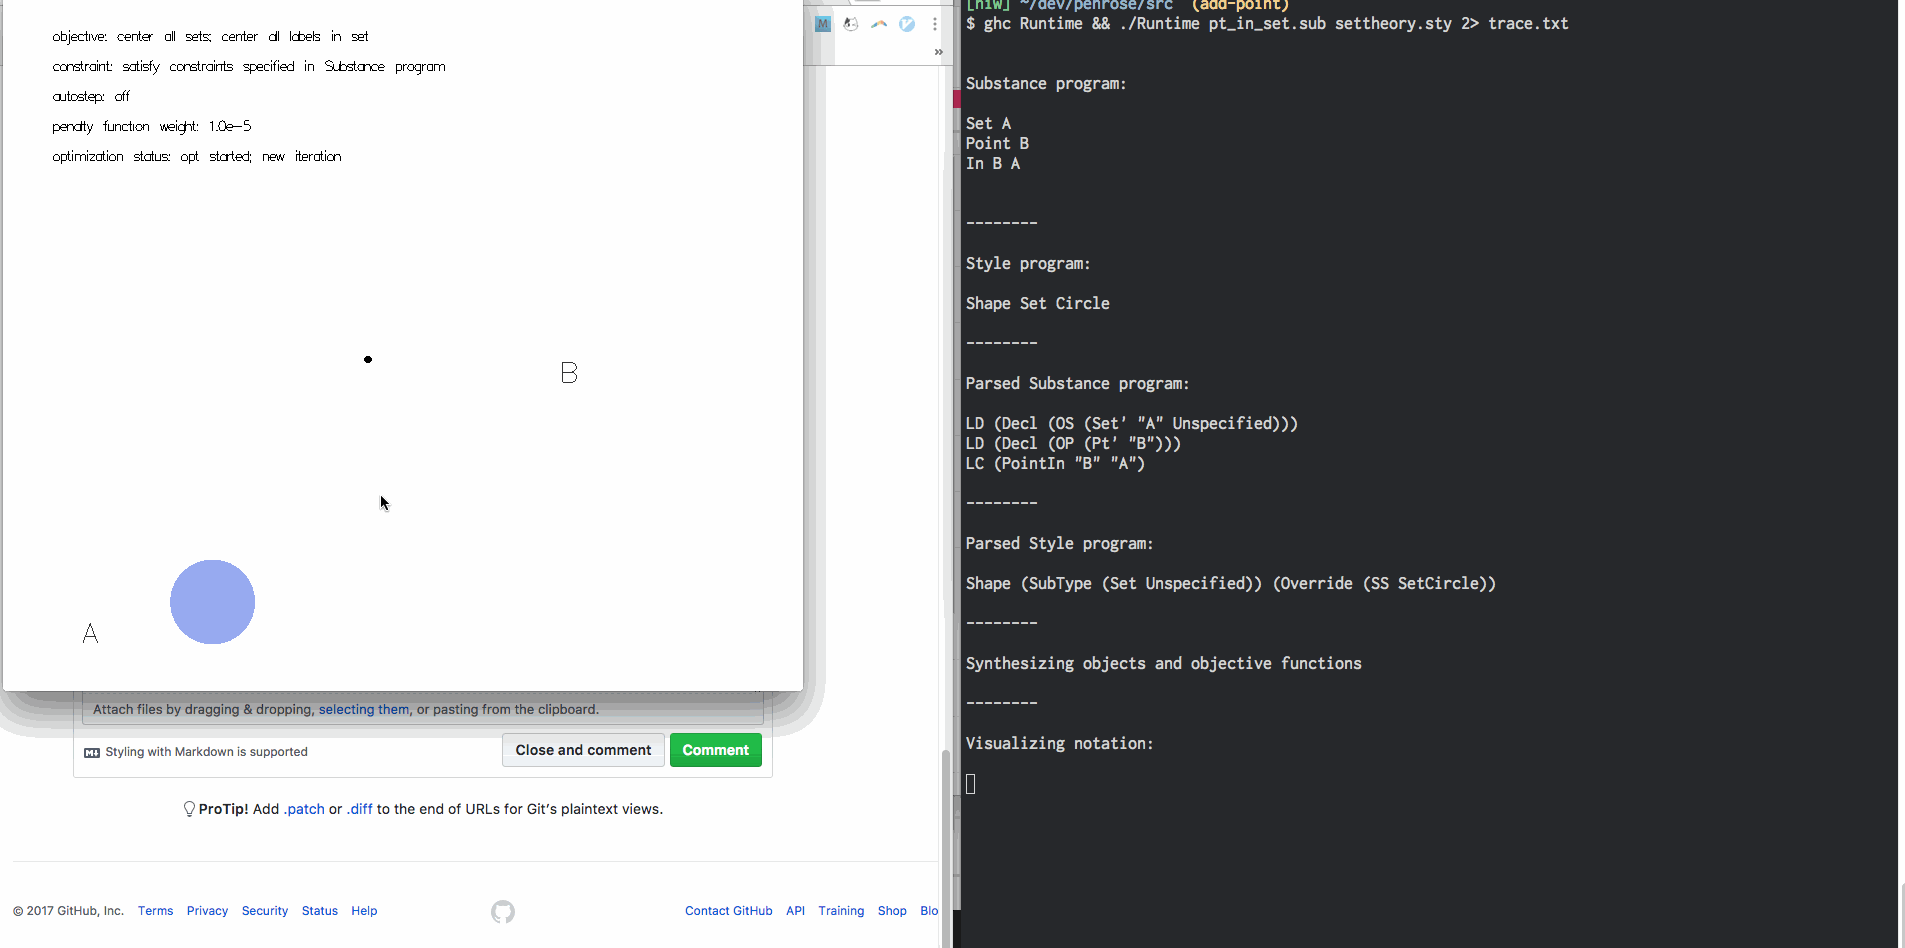 objective: center all sets; center all labels in set
constraint: satisfy constraints specified in Substance program
autostep: off
penalty function weight: 1.0e-5
optimization status: opt started; new iteration
B
A
M
»
Attach files by dragging & dropping, selecting them, or pasting from the clipboard.
Styling with Markdown is supported
Close and comment
Comment
ProTip! Add .patch or .diff to the end of URLs for Git's plaintext views.
© 2017 GitHub, Inc. Terms Privacy Security Status Help
Contact GitHub API Training Shop Blo
[niw] ~/dev/penrose/src (add-point)
$ ghc Runtime && ./Runtime pt_in_set.sub settheory.sty 2> trace.txt
Substance program:
Set A
Point B
In B A
--------
Style program:
Shape Set Circle
--------
Parsed Substance program:
LD (Decl (OS (Set' "A" Unspecified)))
LD (Decl (OP (Pt' "B")))
LC (PointIn "B" "A")
--------
Parsed Style program:
Shape (SubType (Set Unspecified)) (Override (SS SetCircle))
--------
Synthesizing objects and objective functions
--------
Visualizing notation: